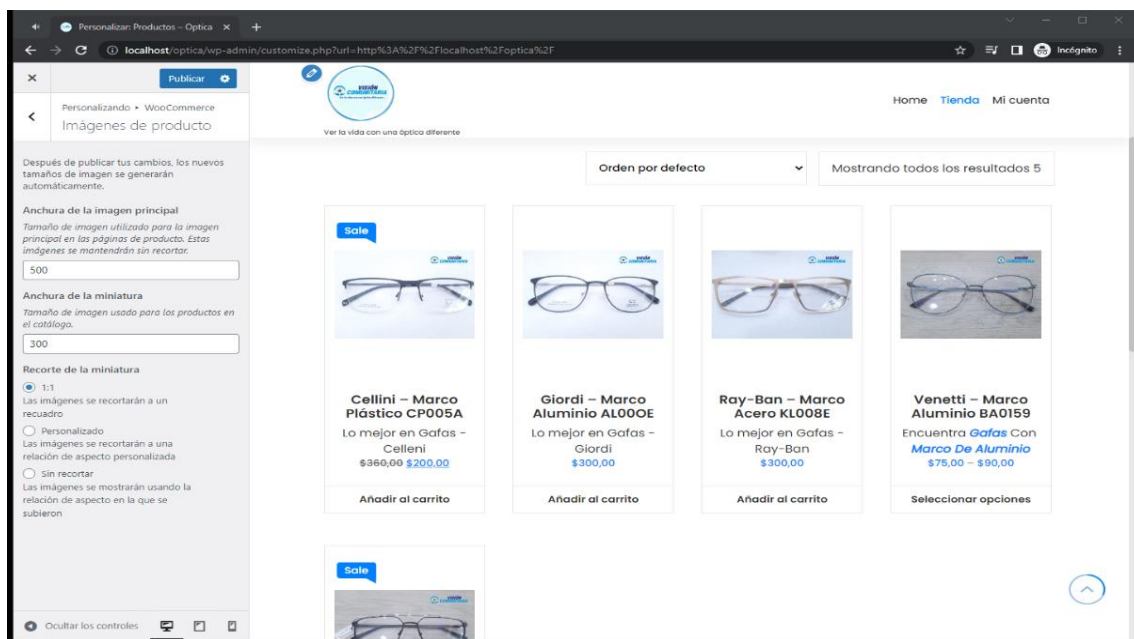 Personalizar: Productos – Optica
localhost/optica/wp-admin/customize.php?url=http%3A%2F%2Flocalhost%2Foptica%2F
Incógnito
Publicar
Personalizando ▸ WooCommerce
Imágenes de producto
Después de publicar tus cambios, los nuevos
tamaños de imagen se generarán
automáticamente.
Anchura de la imagen principal
Tamaño de imagen utilizado para la imagen
principal en las páginas de producto. Estas
imágenes se mantendrán sin recortar.
500
Anchura de la miniatura
Tamaño de imagen usado para los productos en
el catálogo.
300
Recorte de la miniatura
1:1
Las imágenes se recortarán a un
recuadro
Personalizado
Las imágenes se recortarán a una
relación de aspecto personalizada
Sin recortar
Las imágenes se mostrarán usando la
relación de aspecto en la que se
subieron
Ocultar los controles
VISIÓN
COMUNITARIA
Ver la vida con una óptica diferente
Home Tienda Mi cuenta
Orden por defecto
Mostrando todos los resultados 5
Sale
Cellini – Marco
Plástico CP005A
Lo mejor en Gafas -
Celleni
$360,00 $200,00
Añadir al carrito
Giordi – Marco
Aluminio AL00OE
Lo mejor en Gafas -
Giordi
$300,00
Añadir al carrito
Ray-Ban – Marco
Acero KL008E
Lo mejor en Gafas -
Ray-Ban
$300,00
Añadir al carrito
Venetti – Marco
Aluminio BA0159
Encuentra Gafas Con
Marco De Aluminio
$75,00 – $90,00
Seleccionar opciones
Sale